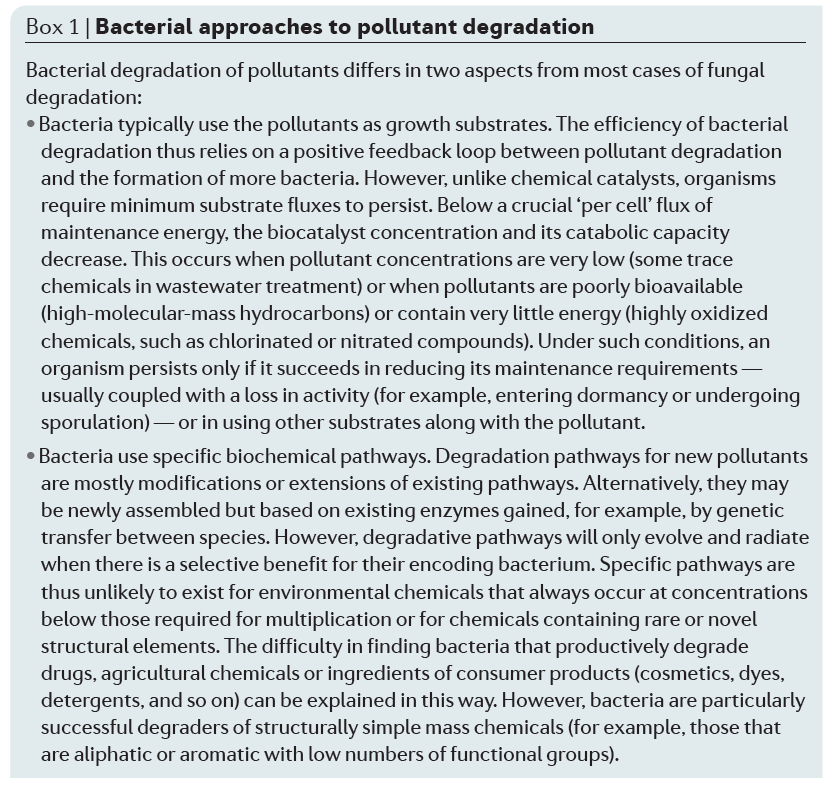 Box 1 | Bacterial approaches to pollutant degradation
Bacterial degradation of pollutants differs in two aspects from most cases of fungal
degradation:
• Bacteria typically use the pollutants as growth substrates. The efficiency of bacterial
degradation thus relies on a positive feedback loop between pollutant degradation
and the formation of more bacteria. However, unlike chemical catalysts, organisms
require minimum substrate fluxes to persist. Below a crucial ‘per cell’ flux of
maintenance energy, the biocatalyst concentration and its catabolic capacity
decrease. This occurs when pollutant concentrations are very low (some trace
chemicals in wastewater treatment) or when pollutants are poorly bioavailable
(high-molecular-mass hydrocarbons) or contain very little energy (highly oxidized
chemicals, such as chlorinated or nitrated compounds). Under such conditions, an
organism persists only if it succeeds in reducing its maintenance requirements —
usually coupled with a loss in activity (for example, entering dormancy or undergoing
sporulation) — or in using other substrates along with the pollutant.
• Bacteria use specific biochemical pathways. Degradation pathways for new pollutants
are mostly modifications or extensions of existing pathways. Alternatively, they may
be newly assembled but based on existing enzymes gained, for example, by genetic
transfer between species. However, degradative pathways will only evolve and radiate
when there is a selective benefit for their encoding bacterium. Specific pathways are
thus unlikely to exist for environmental chemicals that always occur at concentrations
below those required for multiplication or for chemicals containing rare or novel
structural elements. The difficulty in finding bacteria that productively degrade
drugs, agricultural chemicals or ingredients of consumer products (cosmetics, dyes,
detergents, and so on) can be explained in this way. However, bacteria are particularly
successful degraders of structurally simple mass chemicals (for example, those that
are aliphatic or aromatic with low numbers of functional groups).